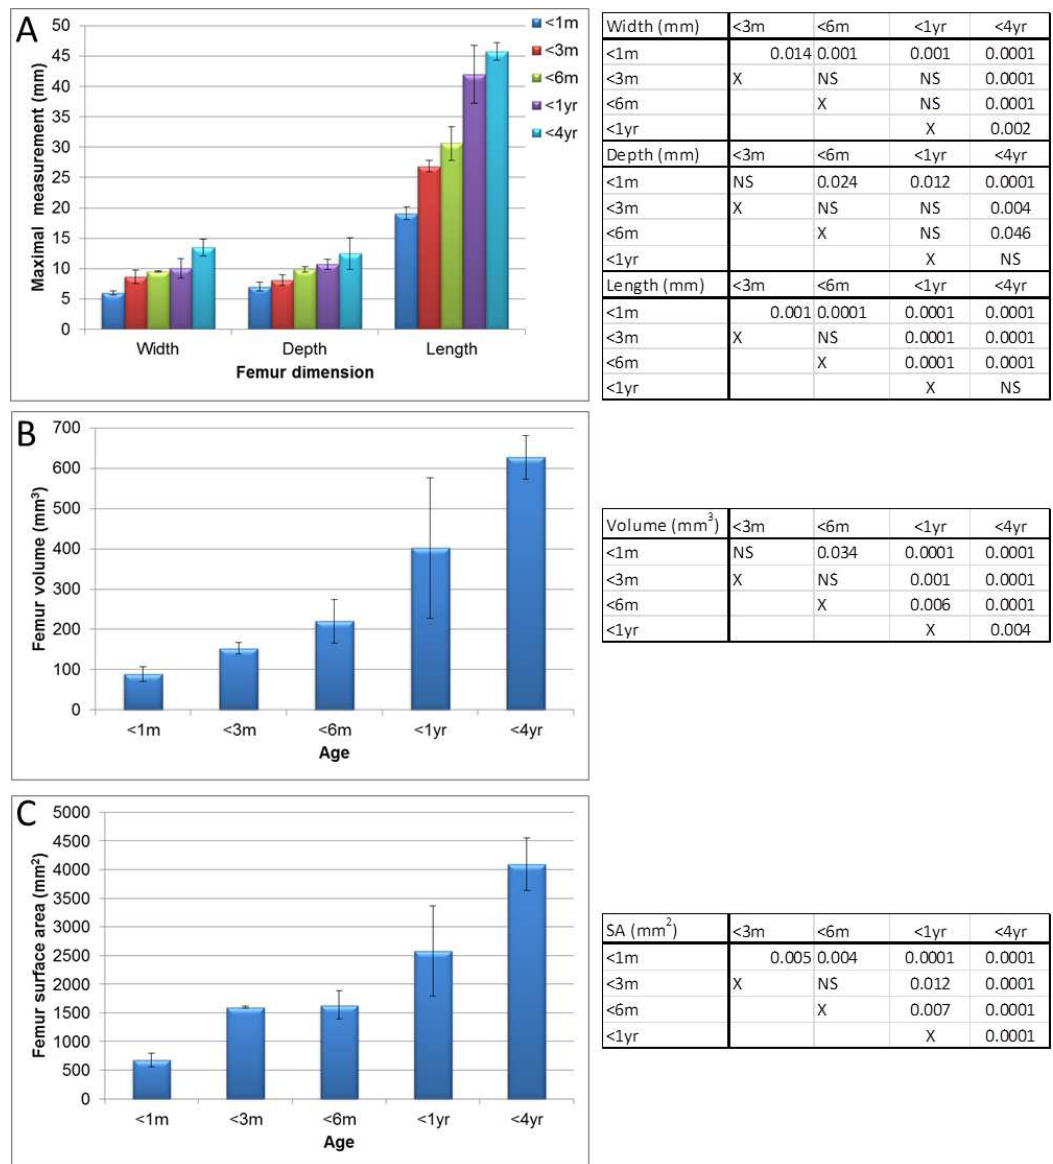 A
Maximal measurement (mm)
50
45
40
35
30
25
20
15
10
5
0
Width Depth Length
Femur dimension
<1m
<3m
<6m
<1yr
<4yr
Width (mm) <3m <6m <1yr <4yr
<1m 0.014 0.001 0.001 0.0001
<3m X NS NS 0.0001
<6m X NS 0.0001
<1yr X 0.002
Depth (mm) <3m <6m <1yr <4yr
<1m NS 0.024 0.012 0.0001
<3m X NS NS 0.004
<6m X NS 0.046
<1yr X NS
Length (mm) <3m <6m <1yr <4yr
<1m 0.001 0.0001 0.0001 0.0001
<3m X NS 0.0001 0.0001
<6m X 0.0001 0.0001
<1yr X NS
B
Femur volume (mm³)
700
600
500
400
300
200
100
0
<1m <3m <6m <1yr <4yr
Age
Volume (mm³) <3m <6m <1yr <4yr
<1m NS 0.034 0.0001 0.0001
<3m X NS 0.001 0.0001
<6m X 0.006 0.0001
<1yr X 0.004
C
Femur surface area (mm²)
5000
4500
4000
3500
3000
2500
2000
1500
1000
500
0
<1m <3m <6m <1yr <4yr
Age
SA (mm²) <3m <6m <1yr <4yr
<1m 0.005 0.004 0.0001 0.0001
<3m X NS 0.012 0.0001
<6m X 0.007 0.0001
<1yr X 0.0001